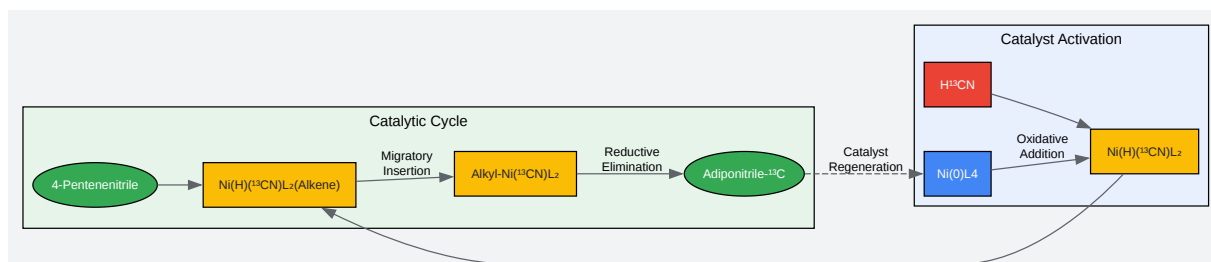 Catalyst Activation
H¹³CN
Catalytic Cycle
Oxidative
Addition
Ni(H)(¹³CN)L₂
Migratory
Insertion
Reductive
Elimination
Catalyst
Regeneration
4-Pentenenitrile
Ni(H)(¹³CN)L₂(Alkene)
Alkyl-Ni(¹³CN)L₂
Adiponitrile-¹³C
Ni(0)L4